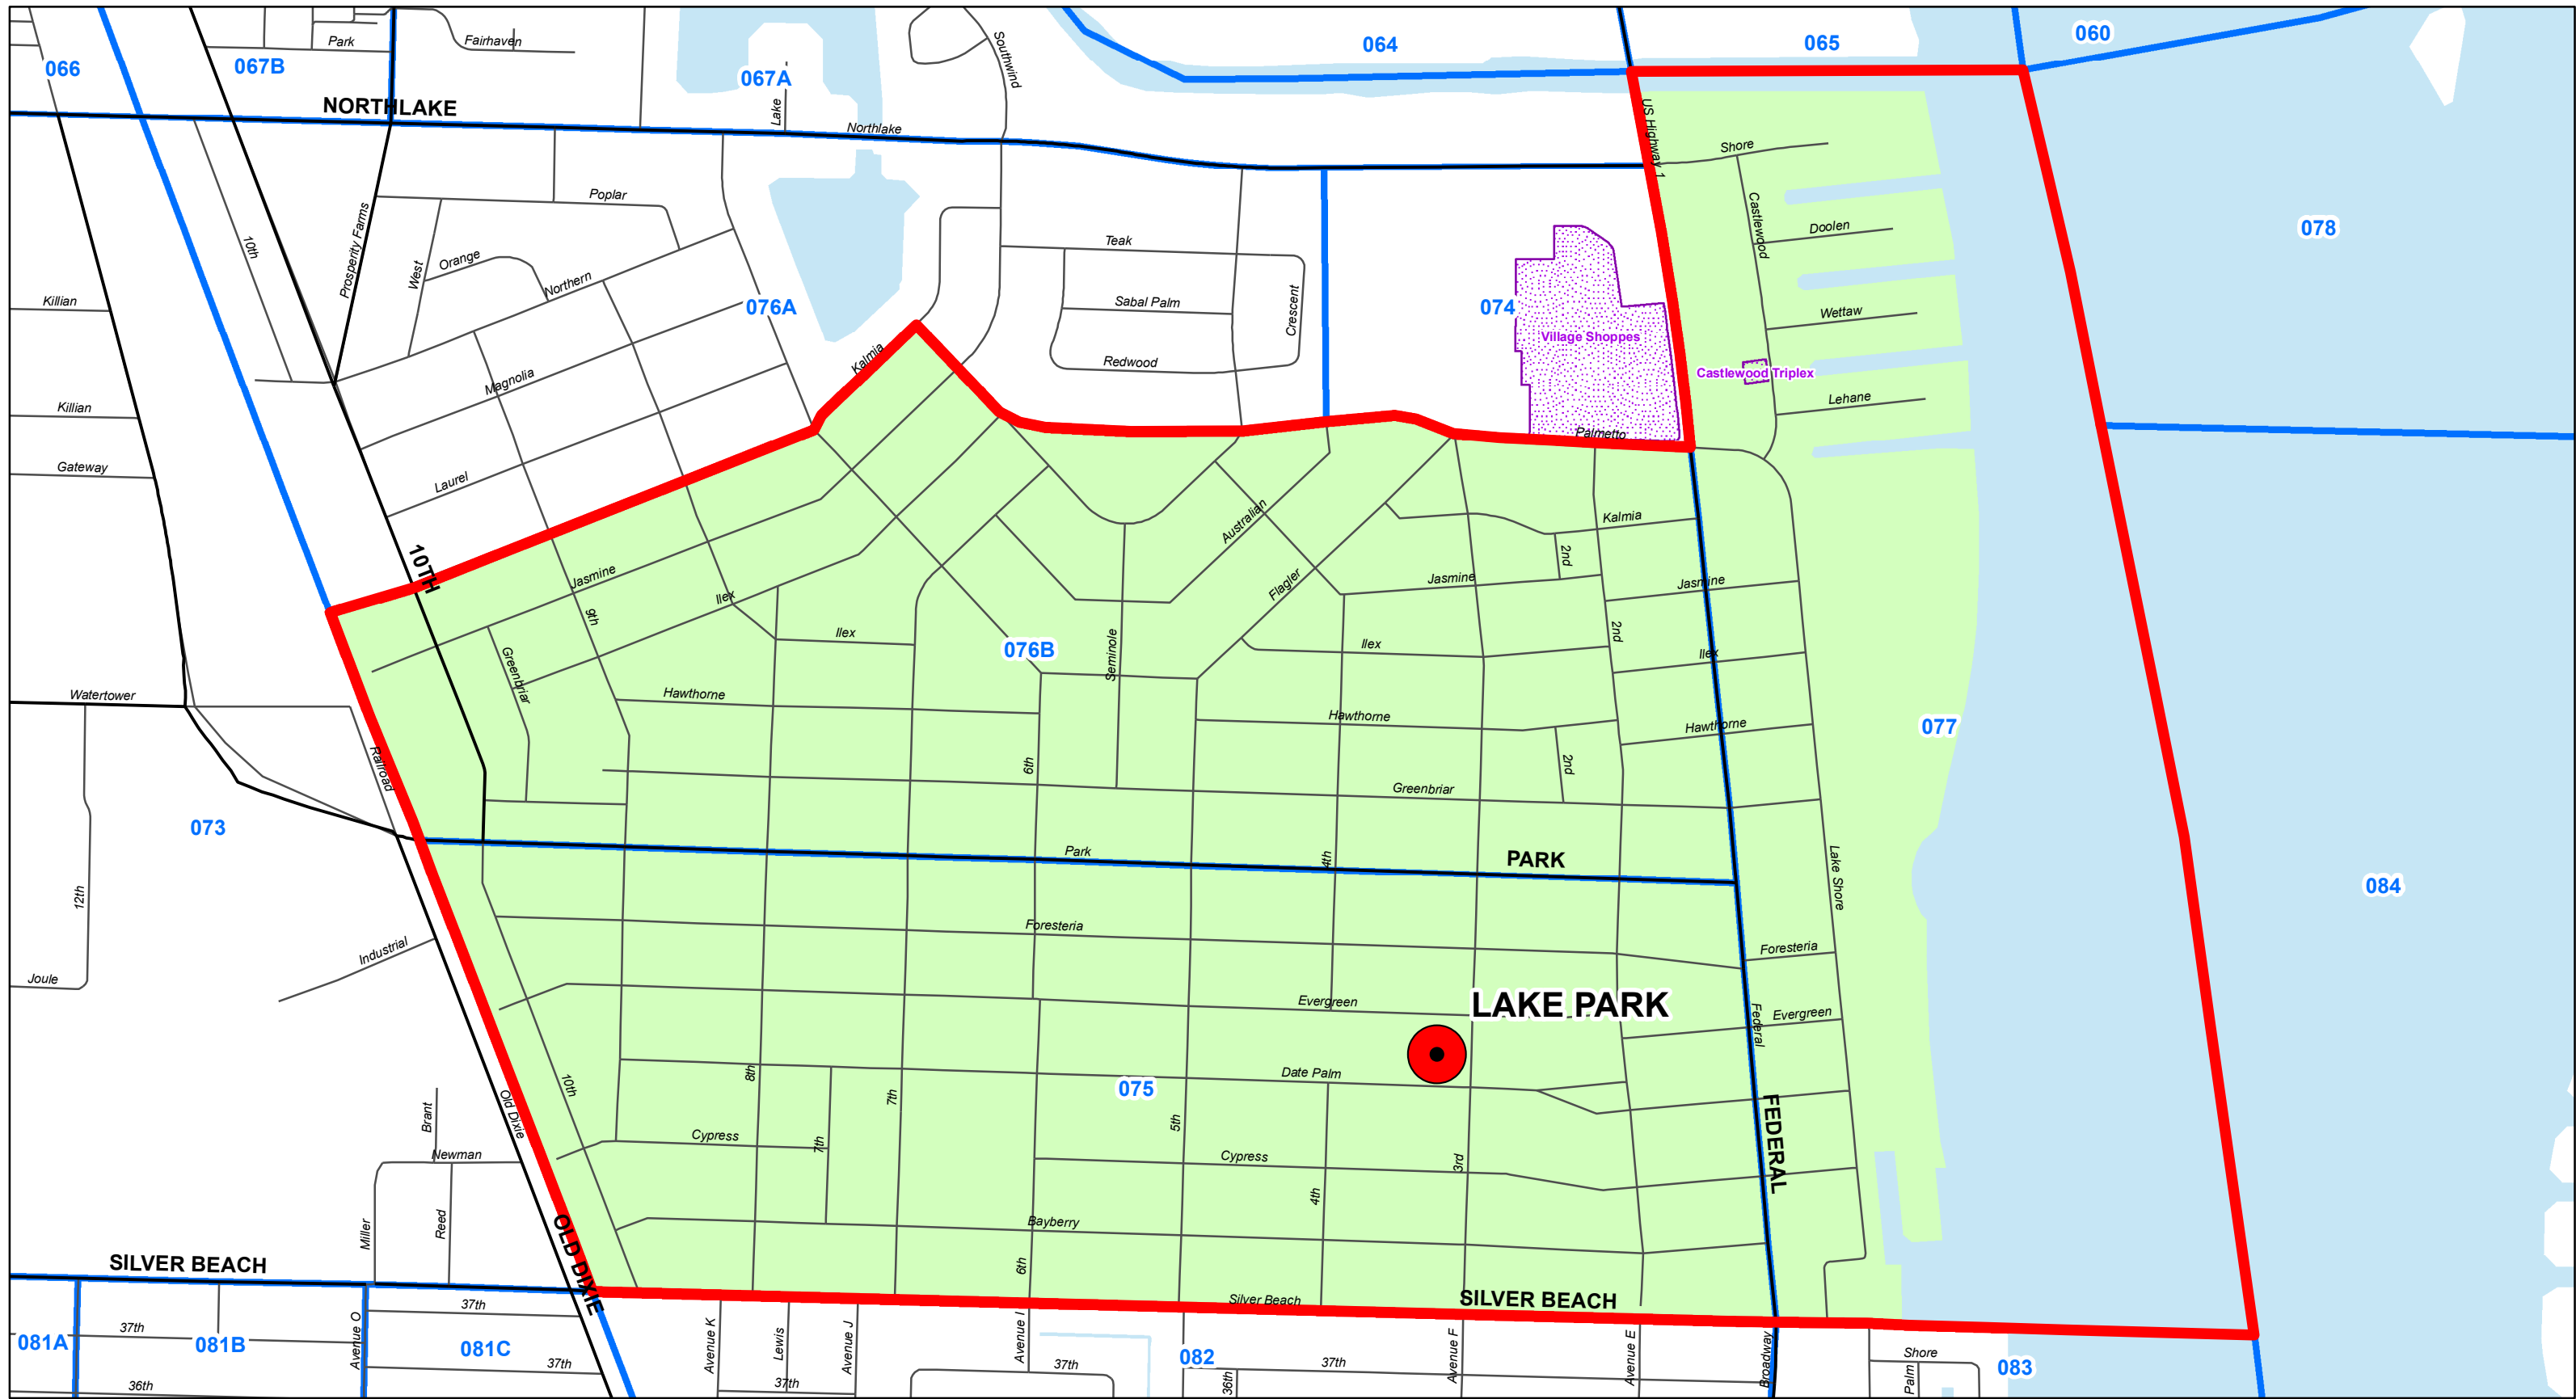 066
067B
Park
Fairhaven
067A
Lake
Southwind
064
065
060
NORTHLAKE
Northlake
US Highway 1
Shore
10th
Prosperity Farms
Poplar
West
Orange
Northern
076A
Teak
Sabal Palm
Crescent
Redwood
074
Village Shoppes
Castlewood
Doolen
Wettaw
Castlewood Triplex
Lehane
078
Killian
Killian
Gateway
Magnolia
Laurel
Kalmia
Palmetto
10TH
Jasmine
Ilex
9th
Greenbriar
Ilex
Hawthorne
076B
Seminole
Australian
Flagler
Kalmia
2nd
Jasmine
Jasmine
2nd
Ilex
Ilex
Hawthorne
Hawthorne
077
Watertower
Railroad
6th
2nd
Greenbriar
073
Park
4th
PARK
Lake Shore
084
12th
Industrial
Joule
Foresteria
Foresteria
Evergreen
LAKE PARK
Evergreen
Federal
Date Palm
075
10th
8th
7th
Old Dixie
Brant
Newman
Cypress
7th
5th
Cypress
3rd
4th
FEDERAL
Miller
Reed
Bayberry
6th
OLD DIXIE
SILVER BEACH
Silver Beach
SILVER BEACH
081A
37th
081B
Avenue O
37th
081C
37th
36th
Avenue K
Lewis
Avenue J
37th
Avenue I
37th
082
36th
37th
Avenue F
Avenue E
Broadway
Shore
Palm
083